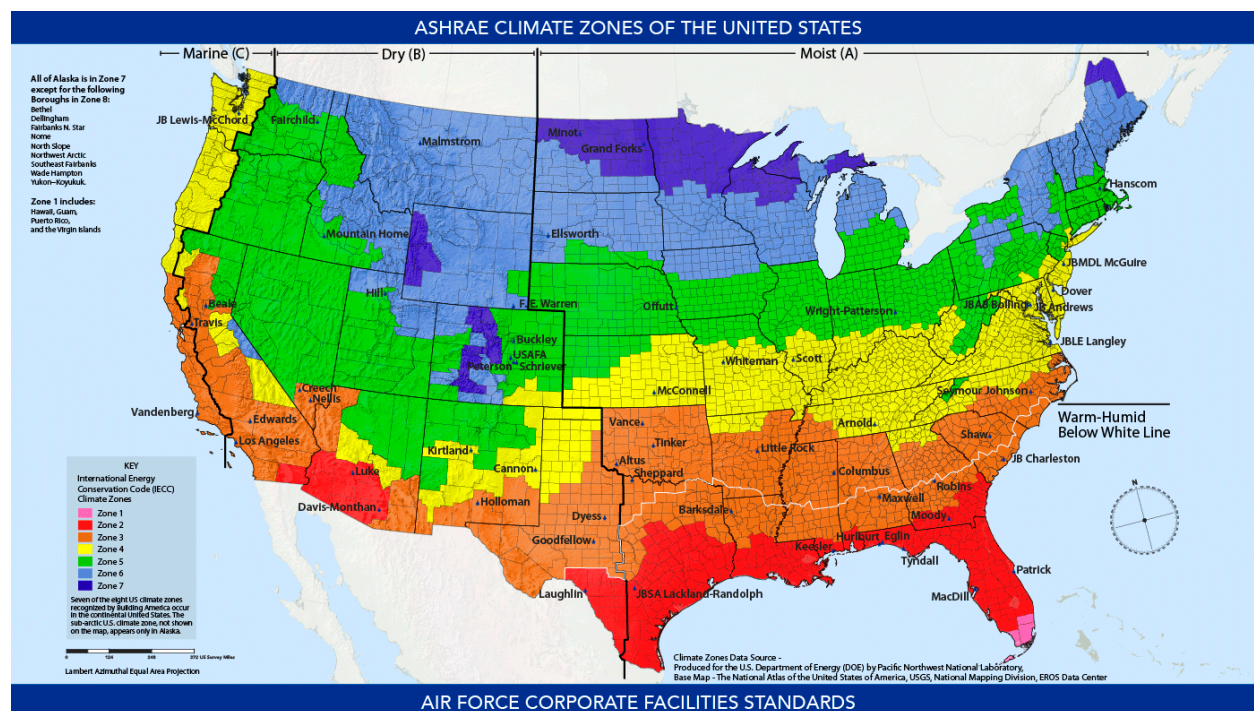 ASHRAE CLIMATE ZONES OF THE UNITED STATES
Marine (C)
Dry (B)
Moist (A)
All of Alaska is in Zone 7
except for the following
Boroughs in Zone 8:
Bethel
Dellingham
Fairbanks N. Star
Nome
North Slope
Northwest Arctic
Southeast Fairbanks
Wade Hampton
Yukon–Koyukuk.
Zone 1 includes:
Hawaii, Guam,
Puerto Rico,
and the Virgin Islands
JB Lewis-McChord
Fairchild
Malmstrom
Minot
Grand Forks
Hanscom
Mountain Home
Ellsworth
JBMDL McGuire
Hill
F. E. Warren
Offutt
Wright-Patterson
Dover
JBAB Bolling
JB Andrews
Beale
Travis
Buckley
USAFA
Peterson
Schriever
Whiteman
Scott
JBLE Langley
McConnell
Creech
Nellis
Seymour Johnson
Vandenberg
Edwards
Vance
Arnold
Warm-Humid
Below White Line
Los Angeles
Kirtland
Tinker
Little Rock
Shaw
Luke
Cannon
Altus
Sheppard
Columbus
JB Charleston
Robins
Davis-Monthan
Holloman
Dyess
Barksdale
Maxwell
Moody
Goodfellow
Keesler
Hurlburt
Eglin
Tyndall
Patrick
Laughlin
JBSA Lackland-Randolph
MacDill
N
KEY
International Energy
Conservation Code (IECC)
Climate Zones
Zone 1
Zone 2
Zone 3
Zone 4
Zone 5
Zone 6
Zone 7
Seven of the eight US climate zones
recognized by Building America occur
in the continental United States. The
sub-arctic U.S. climate zone, not shown
on the map, appears only in Alaska.
Lambert Azimuthal Equal Area Projection
Climate Zones Data Source -
Produced for the U.S. Department of Energy (DOE) by Pacific Northwest National Laboratory,
Base Map - The National Atlas of the United States of America, USGS, National Mapping Division, EROS Data Center
AIR FORCE CORPORATE FACILITIES STANDARDS